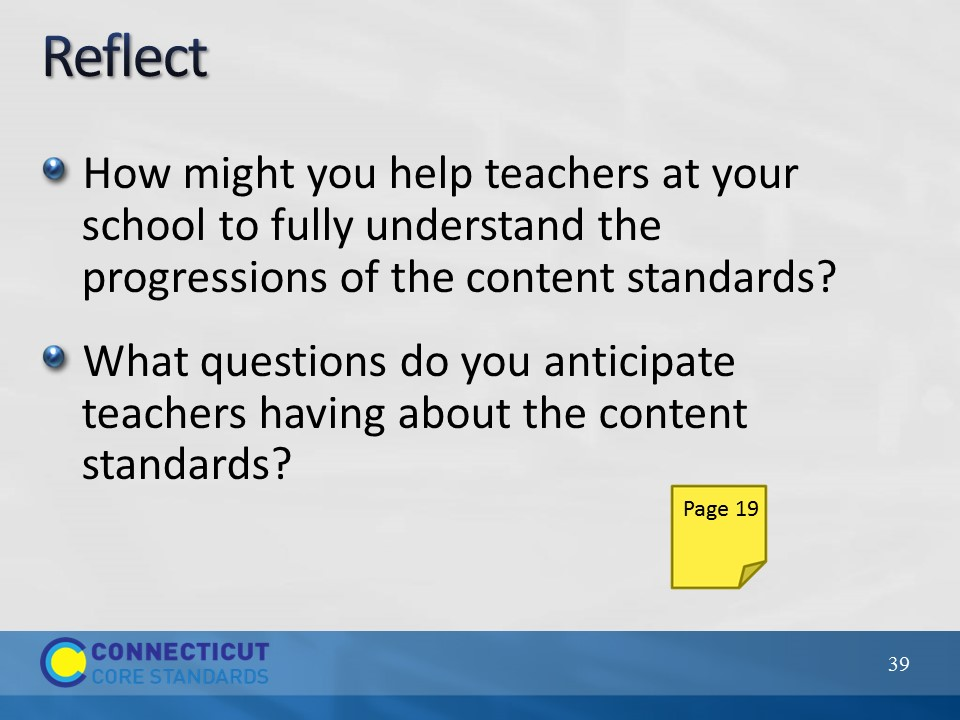 Reflect
How might you help teachers at your
school to fully understand the
progressions of the content standards?
What questions do you anticipate
teachers having about the content
standards?
Page 19
CONNECTICUT
CORE STANDARDS
39